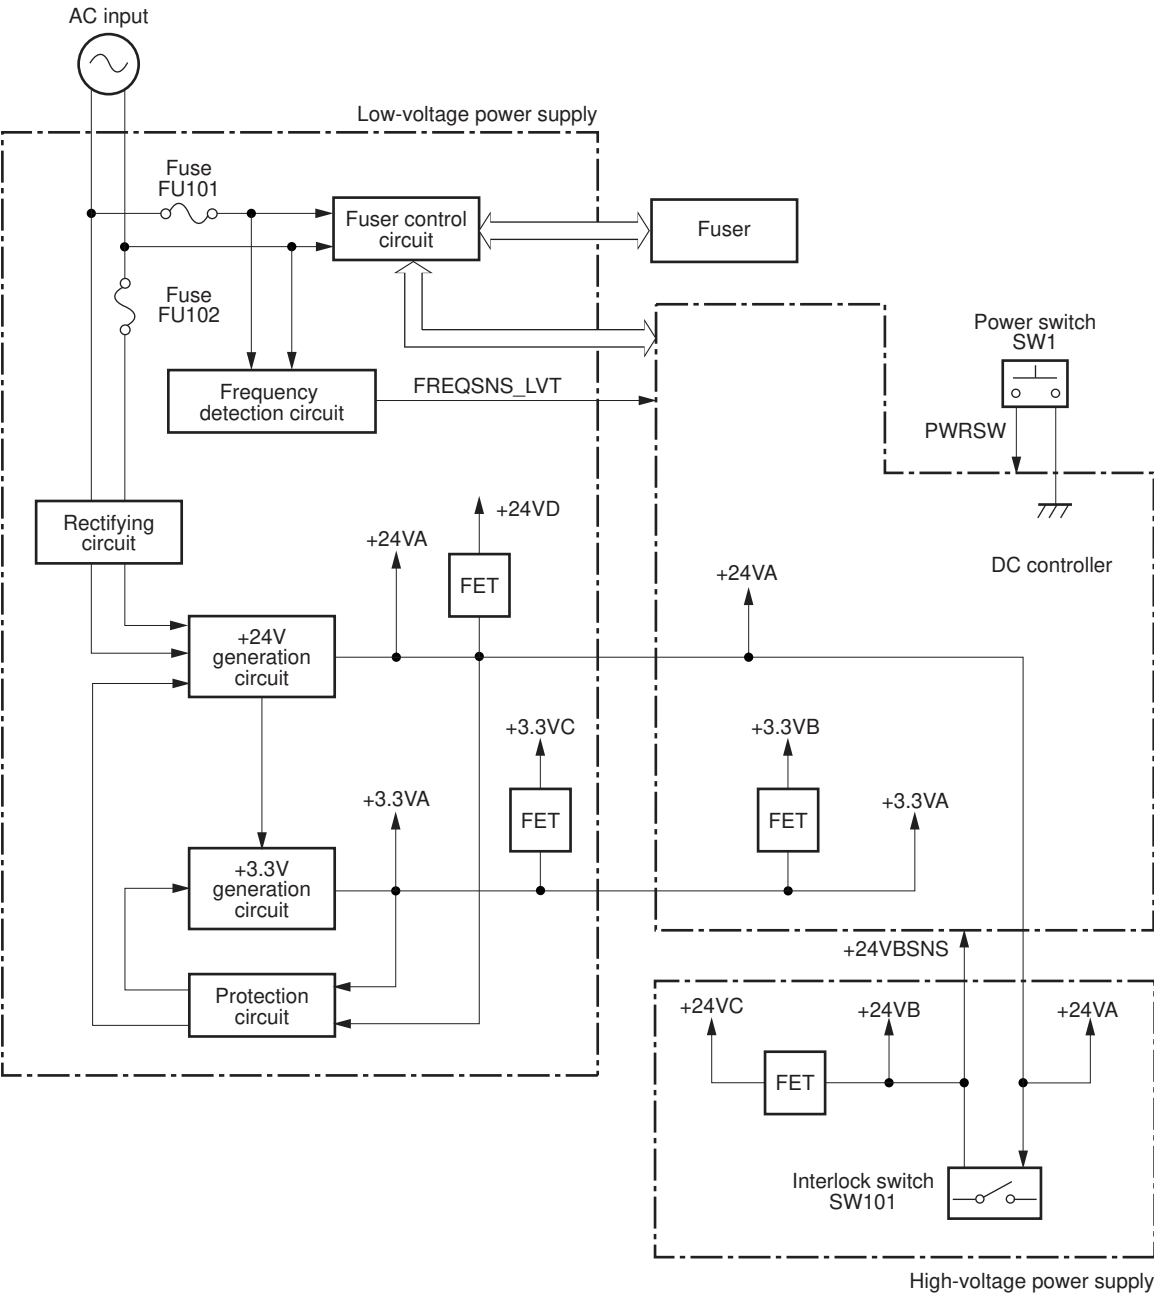 AC input
Low-voltage power supply
Fuse
FU101
Fuser control
circuit
Fuser
Fuse
FU102
Power switch
SW1
Frequency
detection circuit
FREQSNS_LVT
PWRSW
Rectifying
circuit
+24VD
+24VA
FET
DC controller
+24VA
+24V
generation
circuit
+3.3VC
+3.3VB
+3.3VA
FET
FET
+3.3VA
+3.3V
generation
circuit
+24VBSNS
Protection
circuit
+24VC
+24VB
+24VA
FET
Interlock switch
SW101
High-voltage power supply